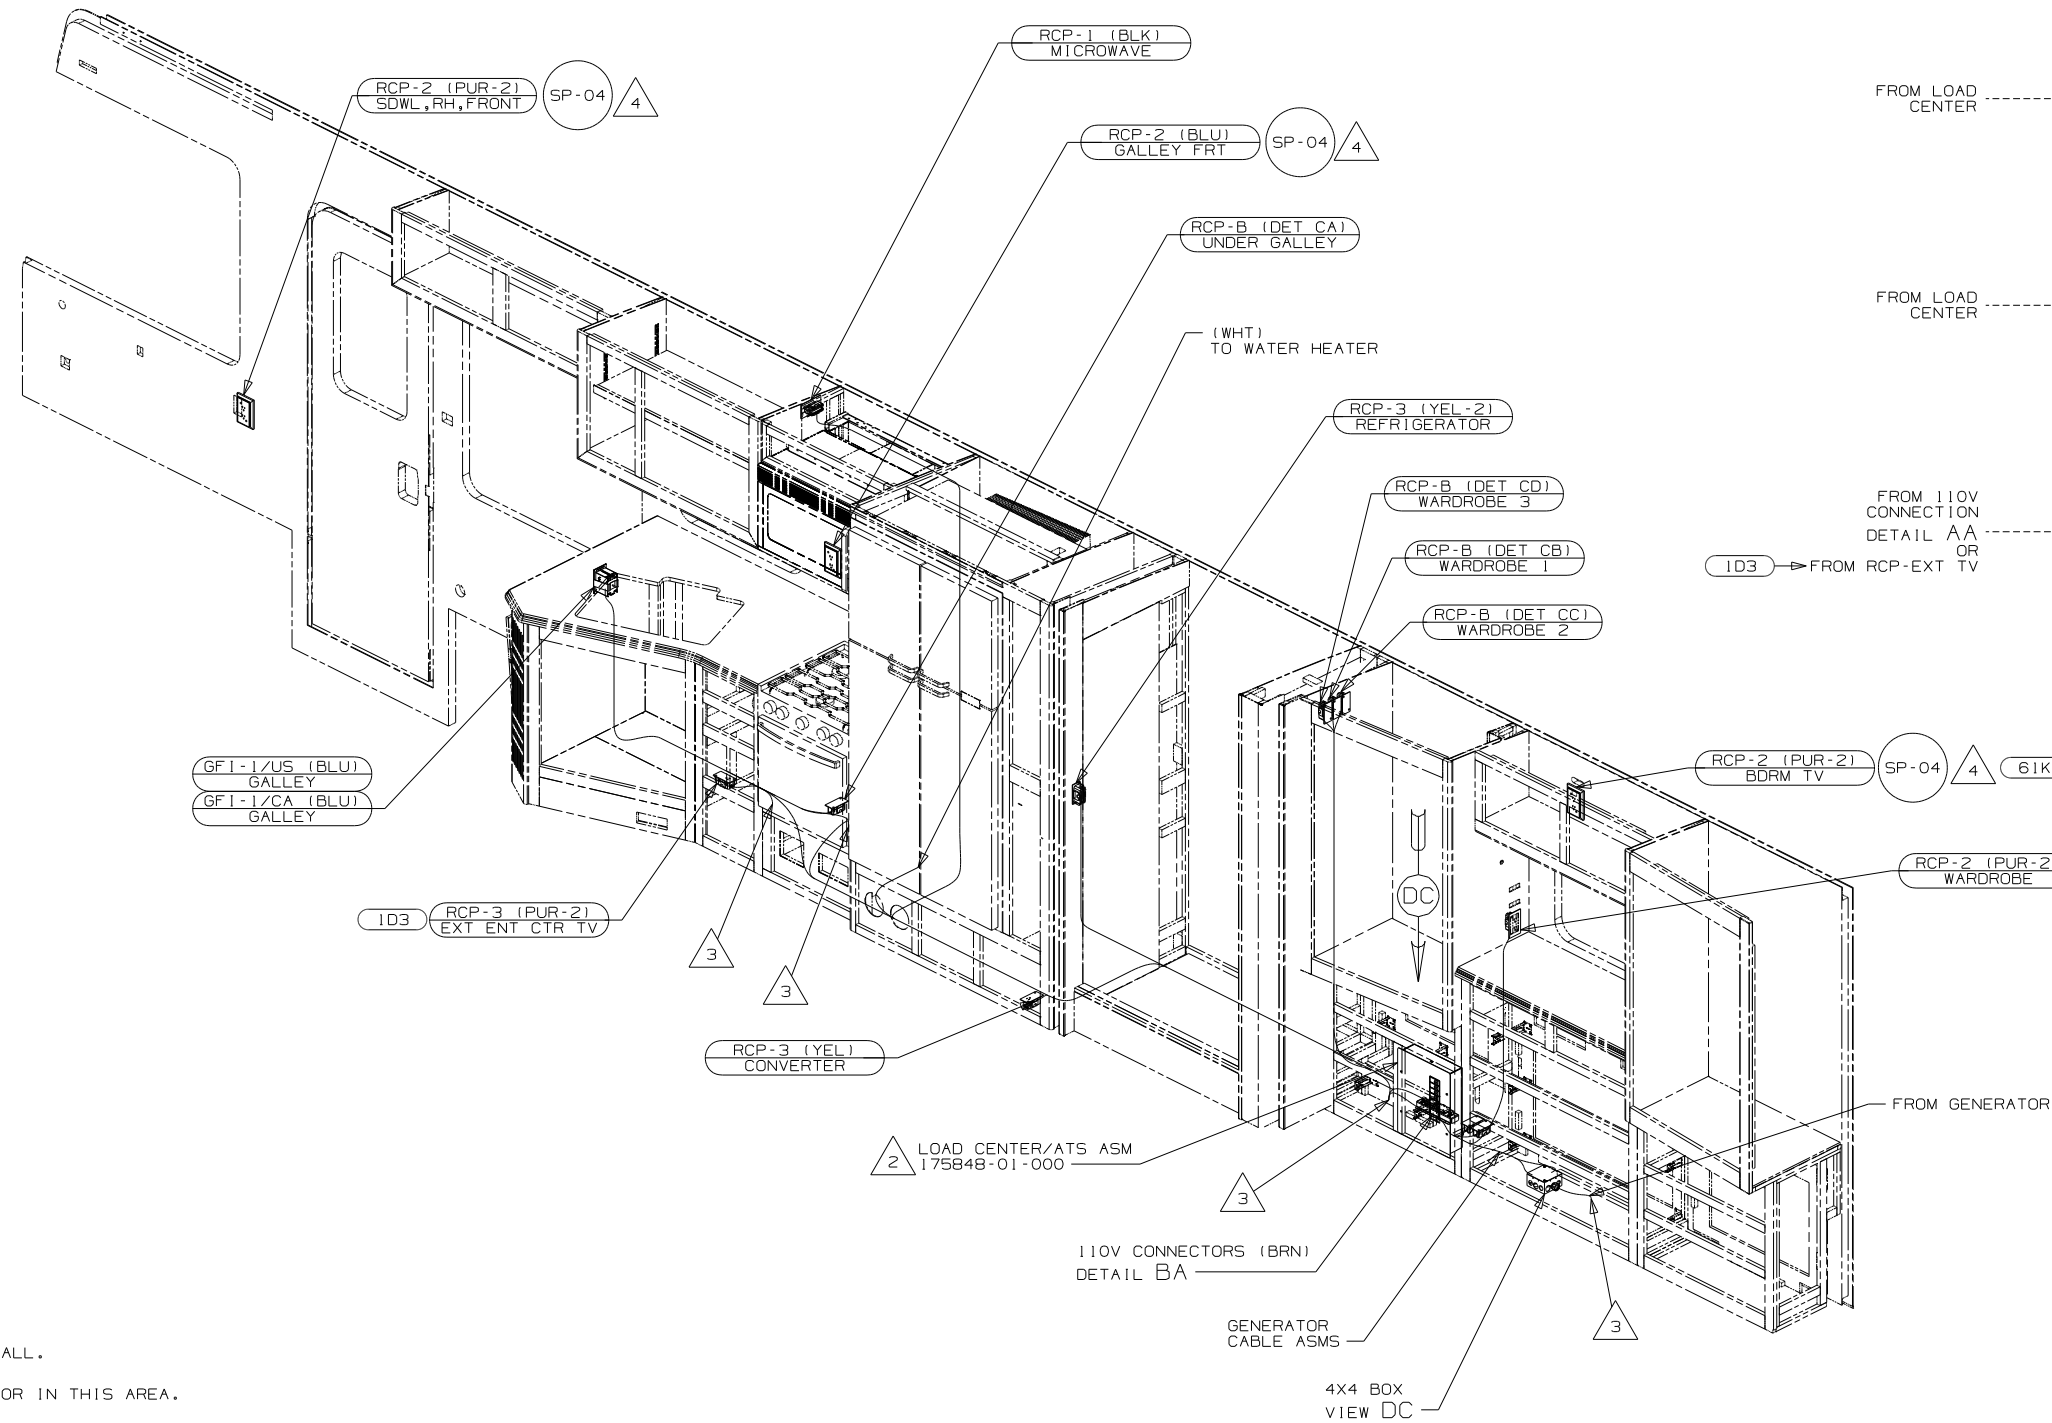 RCP-1 (BLK)
MICROWAVE
RCP-2 (PUR-2)
SDWL,RH,FRONT
SP-04
4
FROM LOAD
CENTER
RCP-2 (BLU)
GALLEY FRT
SP-04
4
RCP-B (DET CA)
UNDER GALLEY
FROM LOAD
CENTER
(WHT)
TO WATER HEATER
RCP-3 (YEL-2)
REFRIGERATOR
RCP-B (DET CD)
WARDROBE 3
FROM 110V
CONNECTION
DETAIL AA
OR
1D3
FROM RCP-EXT TV
RCP-B (DET CB)
WARDROBE 1
RCP-B (DET CC)
WARDROBE 2
GFI-1/US (BLU)
GALLEY
GFI-1/CA (BLU)
GALLEY
RCP-2 (PUR-2)
BDRM TV
SP-04
4
61K
DC
RCP-2 (PUR-2
WARDROBE
1D3
RCP-3 (PUR-2)
EXT ENT CTR TV
3
3
RCP-3 (YEL)
CONVERTER
FROM GENERATOR
2
LOAD CENTER/ATS ASM
175848-01-000
3
110V CONNECTORS (BRN)
DETAIL BA
GENERATOR
CABLE ASMS
3
4X4 BOX
VIEW DC
ALL.
OR IN THIS AREA.